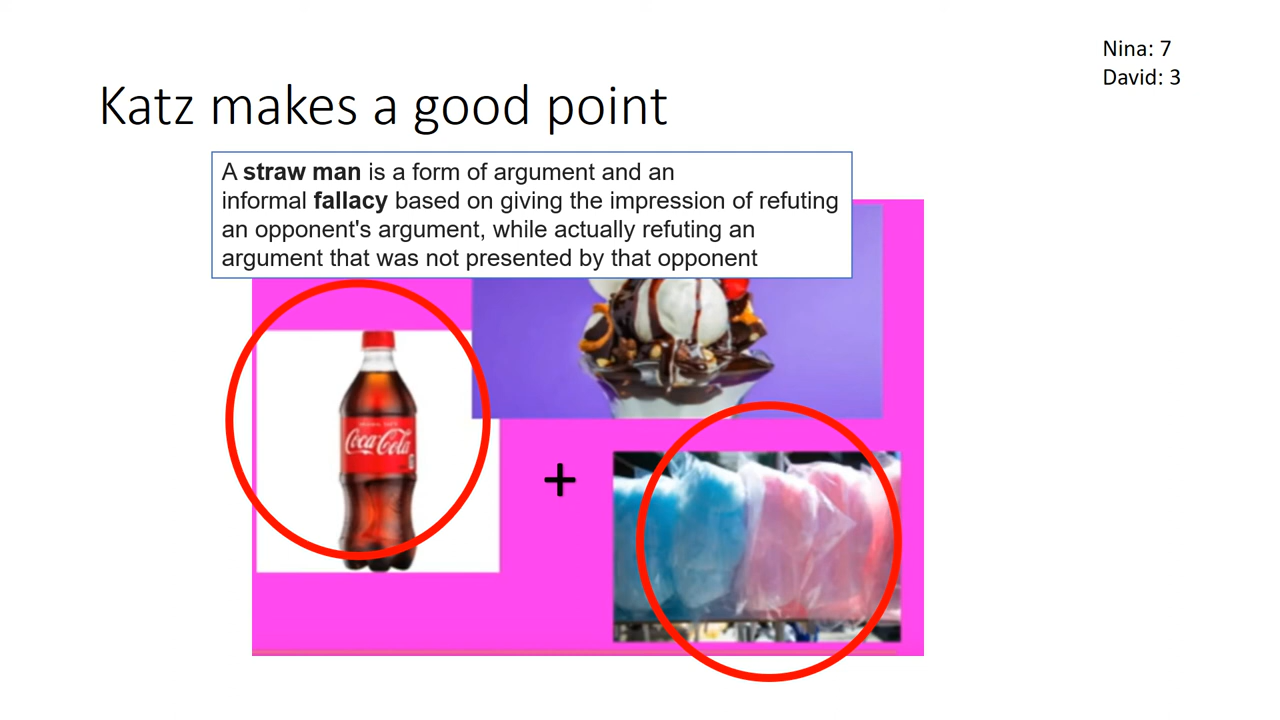 Nina: 7
David: 3
Katz makes a good point
A straw man is a form of argument and an
informal fallacy based on giving the impression of refuting
an opponent's argument, while actually refuting an
argument that was not presented by that opponent
Coca-Cola
+